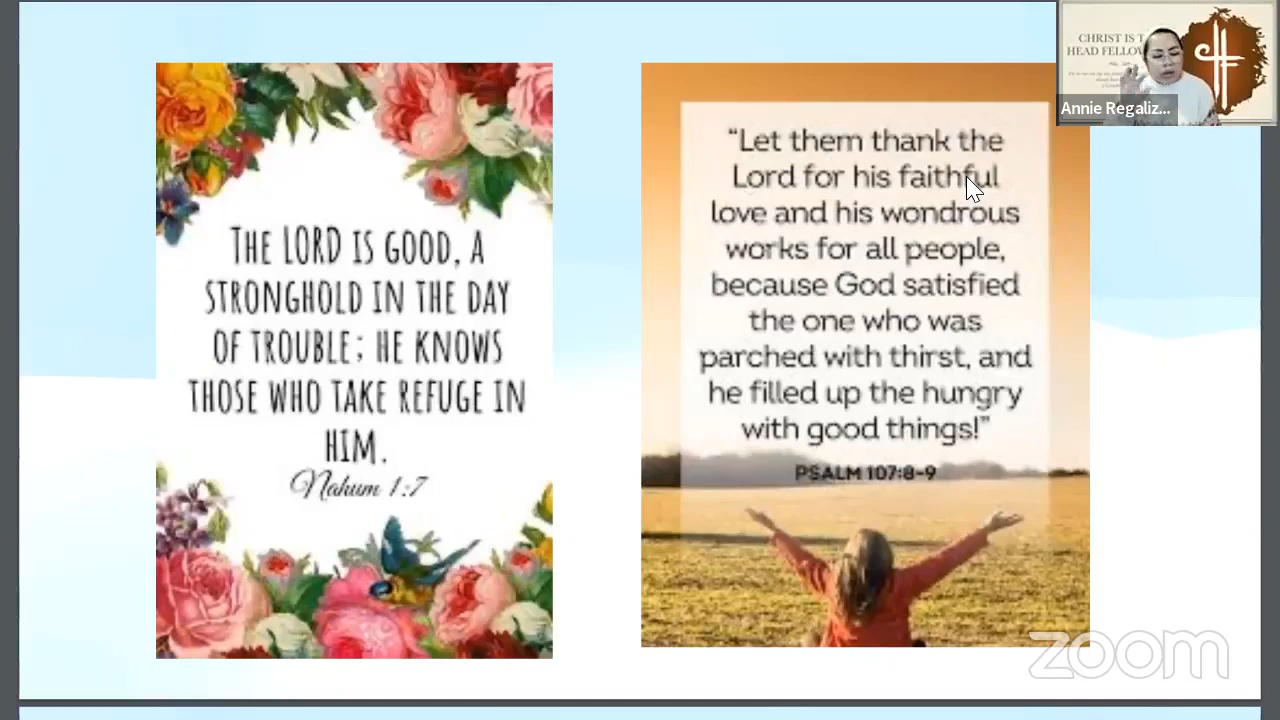 THE LORD IS GOOD, A
STRONGHOLD IN THE DAY
OF TROUBLE; HE KNOWS
THOSE WHO TAKE REFUGE IN
HIM.
Nahum 1:7
“Let them thank the
Lord for his faithful
love and his wondrous
works for all people,
because God satisfied
the one who was
parched with thirst, and
he filled up the hungry
with good things!”
PSALM 107:8-9
CHRIST IS T
HEAD FELLOW
Annie Regaliz...
zoom